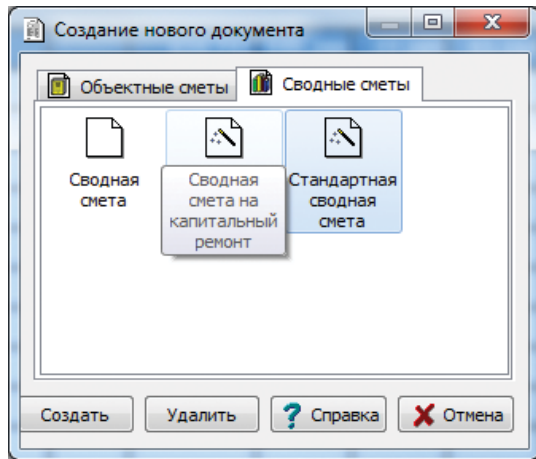 Создание нового документа
Объектные сметы
Сводные сметы
Сводная
смета
Сводная
смета на
капитальный
ремонт
Стандартная
сводная
смета
Создать
Удалить
? Справка
Отмена